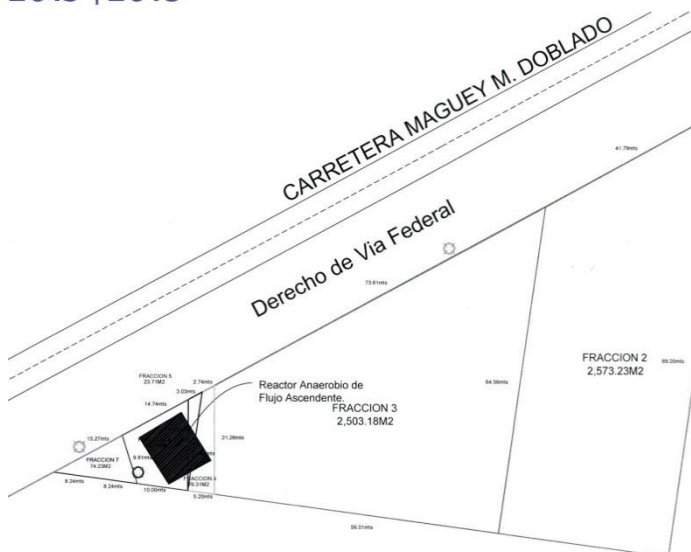 CARRETERA MAGUEY M. DOBLADO
41.79mts
Derecho de Via Federal
73.61mts
FRACCION 2
2,573.23M2
64.56mts
FRACCION 5
23.71M2
2.74mts
3.03mts
Reactor Anaerobio de
Flujo Ascendente.
FRACCION 3
2,503.18M2
14.74mts
15.27mts
21.28mts
9.91mts
FRACCION 7
74.23M2
8.24mts
8.24mts
10.00mts
5.20mts